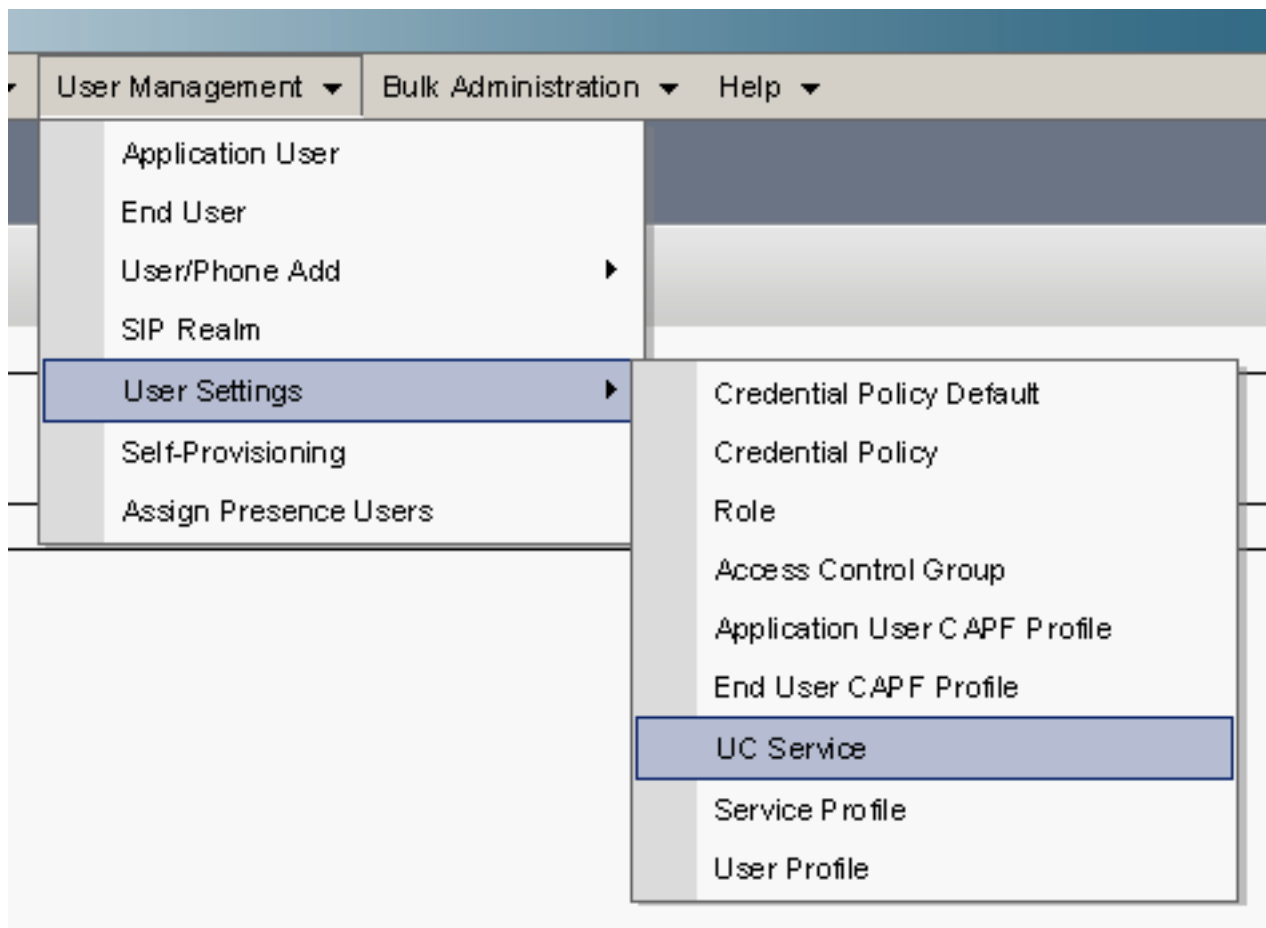 User Management Bulk Administration Help
Application User
End User
User/Phone Add
SIP Realm
User Settings
Self-Provisioning
Assign Presence Users
Credential Policy Default
Credential Policy
Role
Access Control Group
Application User CAPF Profile
End User CAPF Profile
UC Service
Service Profile
User Profile